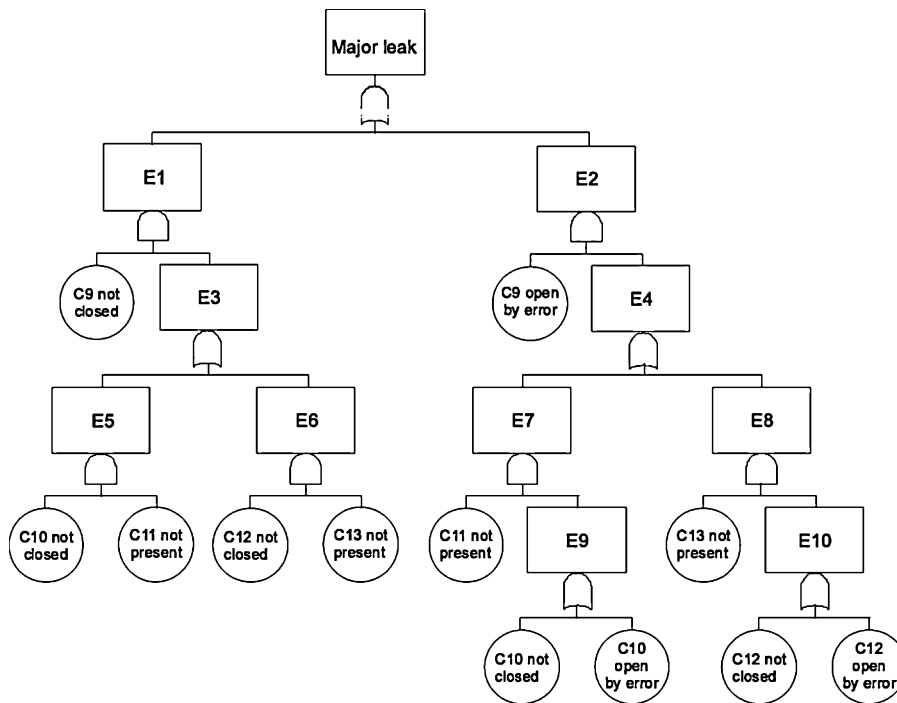 Major leak
E1
E2
C9 not
closed
E3
C9 open
by error
E4
E5
E6
E7
E8
C10 not
closed
C11 not
present
C12 not
closed
C13 not
present
C11 not
present
E9
C13 not
present
E10
C10 not
closed
C10
open
by error
C12 not
closed
C12
open
by error